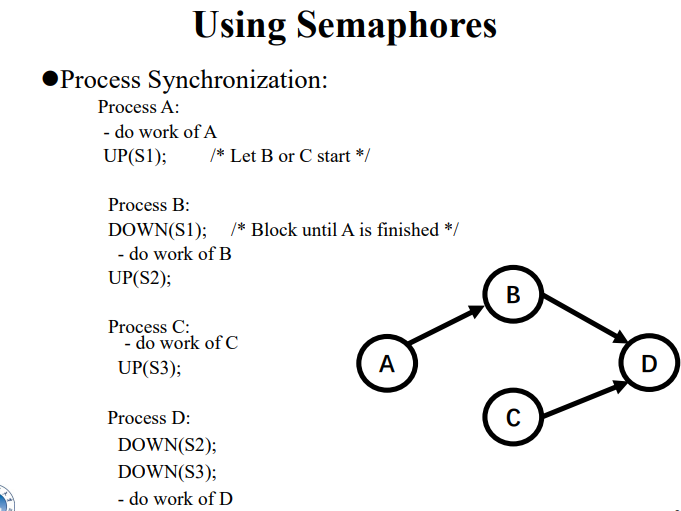 Using Semaphores
●Process Synchronization:
Process A:
- do work of A
UP(S1); /* Let B or C start */
Process B:
DOWN(S1); /* Block until A is finished */
- do work of B
UP(S2);
Process C:
- do work of C
UP(S3);
Process D:
DOWN(S2);
DOWN(S3);
- do work of D
B
A
D
C